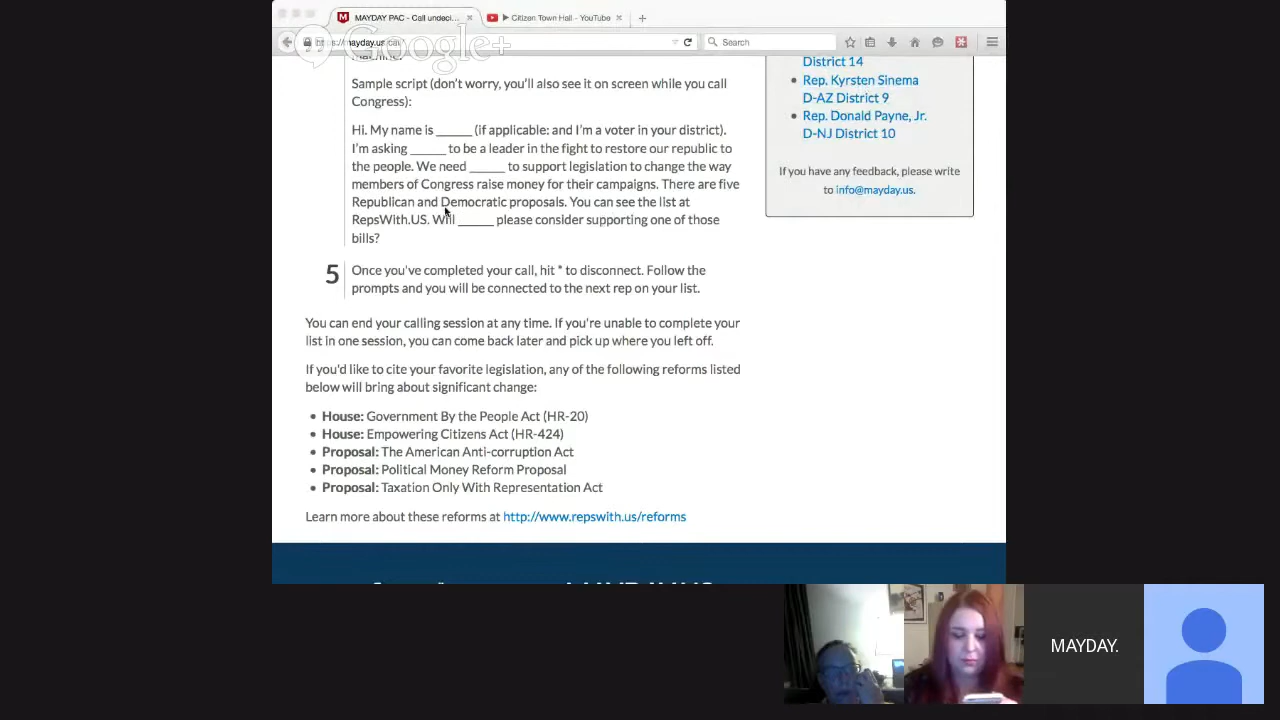 MAYDAY PAC - Call undeci...
Citizen Town Hall - YouTube
https://mayday.us/call
Search
Google+
machine.
Sample script (don't worry, you'll also see it on screen while you call
Congress):
Hi. My name is ______ (if applicable: and I'm a voter in your district).
I'm asking ______ to be a leader in the fight to restore our republic to
the people. We need ______ to support legislation to change the way
members of Congress raise money for their campaigns. There are five
Republican and Democratic proposals. You can see the list at
RepsWith.US. Will ______ please consider supporting one of those
bills?
5
Once you've completed your call, hit * to disconnect. Follow the
prompts and you will be connected to the next rep on your list.
You can end your calling session at any time. If you're unable to complete your
list in one session, you can come back later and pick up where you left off.
If you'd like to cite your favorite legislation, any of the following reforms listed
below will bring about significant change:
House: Government By the People Act (HR-20)
House: Empowering Citizens Act (HR-424)
Proposal: The American Anti-corruption Act
Proposal: Political Money Reform Proposal
Proposal: Taxation Only With Representation Act
Learn more about these reforms at http://www.repswith.us/reforms
District 14
Rep. Kyrsten Sinema
D-AZ District 9
Rep. Donald Payne, Jr.
D-NJ District 10
If you have any feedback, please write
to info@mayday.us.
MAYDAY.